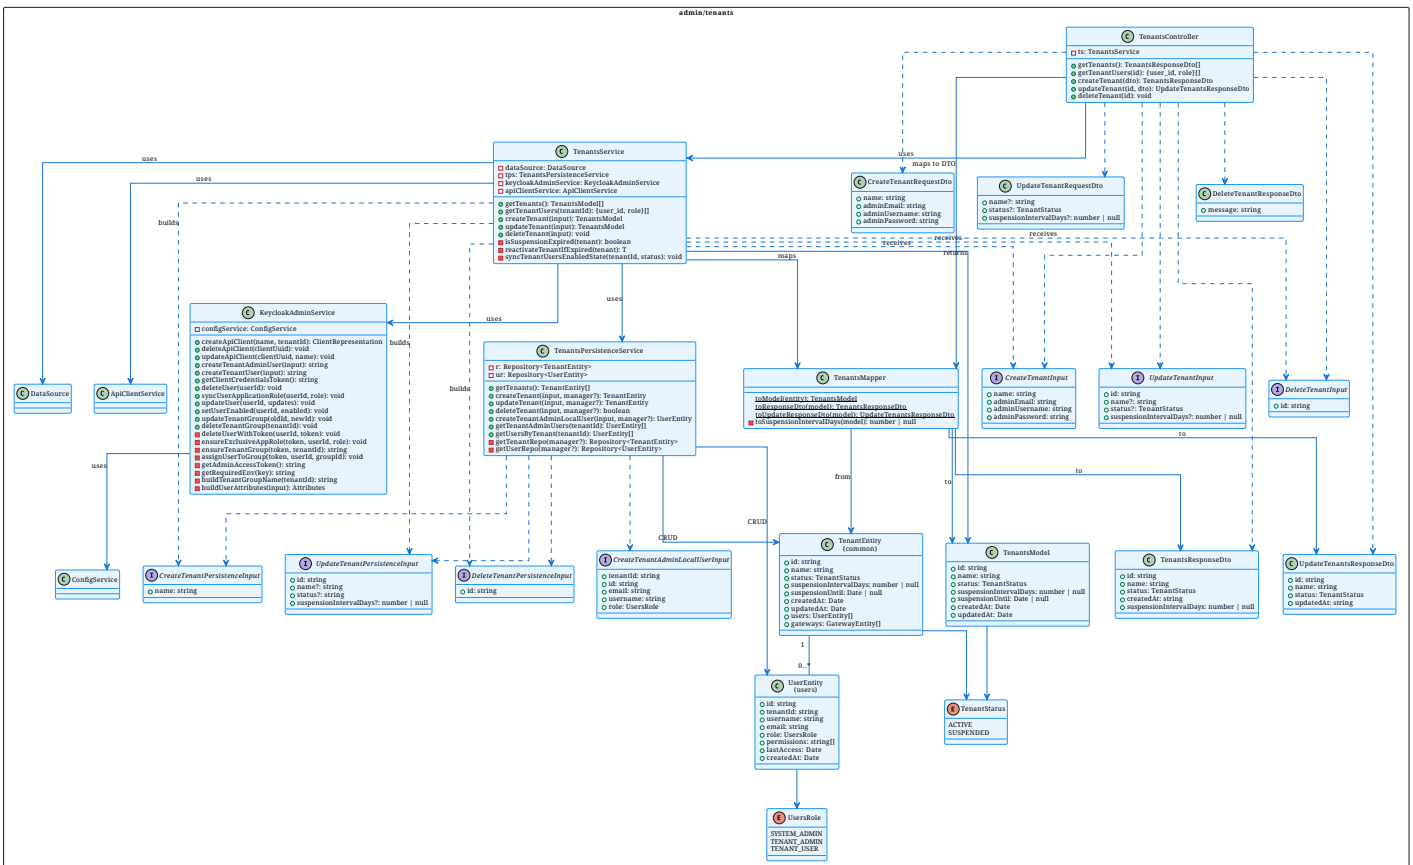 admin/tenants
C TenantsController
ts: TenantsService
getTenants(): TenantsResponseDto[]
getTenantUsers(id): {user_id, role}[]
createTenant(dto): TenantsResponseDto
updateTenant(id, dto): UpdateTenantsResponseDto
deleteTenant(id): void
C TenantsService
dataSource: DataSource
tps: TenantsPersistenceService
keycloakAdminService: KeycloakAdminService
apiClientService: ApiClientService
getTenants(): TenantsModel[]
getTenantUsers(tenantId): {user_id, role}[]
createTenant(input): TenantsModel
updateTenant(input): TenantsModel
deleteTenant(input): void
isSuspensionExpired(tenant): boolean
reactivateTenantIfExpired(tenant): T
syncTenantUsersEnabledState(tenantId, status): void
uses
uses
uses
maps to DTO
C CreateTenantRequestDto
name: string
adminEmail: string
adminUsername: string
adminPassword: string
C UpdateTenantRequestDto
name?: string
status?: TenantStatus
suspensionIntervalDays?: number | null
C DeleteTenantResponseDto
message: string
builds
receives
receives
receives
returns
maps
uses
uses
builds
builds
C KeycloakAdminService
configService: ConfigService
createApiClient(name, tenantId): ClientRepresentation
deleteApiClient(clientUuid): void
updateApiClient(clientUuid, name): void
createTenantAdminUser(input): string
createTenantUser(input): string
getClientCredentialsToken(): string
deleteUser(userId): void
syncUserApplicationRole(userId, role): void
updateUser(userId, updates): void
setUserEnabled(userId, enabled): void
updateTenantGroup(oldId, newId): void
deleteTenantGroup(tenantId): void
deleteUserWithToken(userId, token): void
ensureExclusiveAppRole(token, userId, role): void
ensureTenantGroup(token, tenantId): string
assignUserToGroup(token, userId, groupId): void
getAdminAccessToken(): string
getRequiredEnv(key): string
buildTenantGroupName(tenantId): string
buildUserAttributes(input): Attributes
C TenantsPersistenceService
r: Repository<TenantEntity>
ur: Repository<UserEntity>
getTenants(): TenantEntity[]
createTenant(input, manager?): TenantEntity
updateTenant(input, manager?): TenantEntity
deleteTenant(input, manager?): boolean
createTenantAdminLocalUser(input, manager?): UserEntity
getTenantAdminUsers(tenantId): UserEntity[]
getUsersByTenant(tenantId): UserEntity[]
getTenantRepo(manager?): Repository<TenantEntity>
getUserRepo(manager?): Repository<UserEntity>
C DataSource
C ApiClientService
C TenantsMapper
toModel(entity): TenantsModel
toResponseDto(model): TenantsResponseDto
toUpdateResponseDto(model): UpdateTenantsResponseDto
toSuspensionIntervalDays(model): number | null
I CreateTenantInput
name: string
adminEmail: string
adminUsername: string
adminPassword: string
I UpdateTenantInput
id: string
name?: string
status?: TenantStatus
suspensionIntervalDays?: number | null
I DeleteTenantInput
id: string
uses
from
to
to
to
CRUD
CRUD
C ConfigService
I CreateTenantPersistenceInput
name: string
I UpdateTenantPersistenceInput
id: string
name?: string
status?: string
suspensionIntervalDays?: number | null
I DeleteTenantPersistenceInput
id: string
I CreateTenantAdminLocalUserInput
tenantId: string
id: string
email: string
username: string
role: UsersRole
C TenantEntity
(common)
id: string
name: string
status: TenantStatus
suspensionIntervalDays: number | null
suspensionUntil: Date | null
createdAt: Date
updatedAt: Date
users: UserEntity[]
gateways: GatewayEntity[]
C TenantsModel
id: string
name: string
status: TenantStatus
suspensionIntervalDays: number | null
suspensionUntil: Date | null
createdAt: Date
updatedAt: Date
C TenantsResponseDto
id: string
name: string
status: TenantStatus
createdAt: string
suspensionIntervalDays: number | null
C UpdateTenantsResponseDto
id: string
name: string
status: TenantStatus
updatedAt: string
1
0..*
C UserEntity
(users)
id: string
tenantId: string
username: string
email: string
role: UsersRole
permissions: string[]
lastAccess: Date
createdAt: Date
E TenantStatus
ACTIVE
SUSPENDED
E UsersRole
SYSTEM_ADMIN
TENANT_ADMIN
TENANT_USER